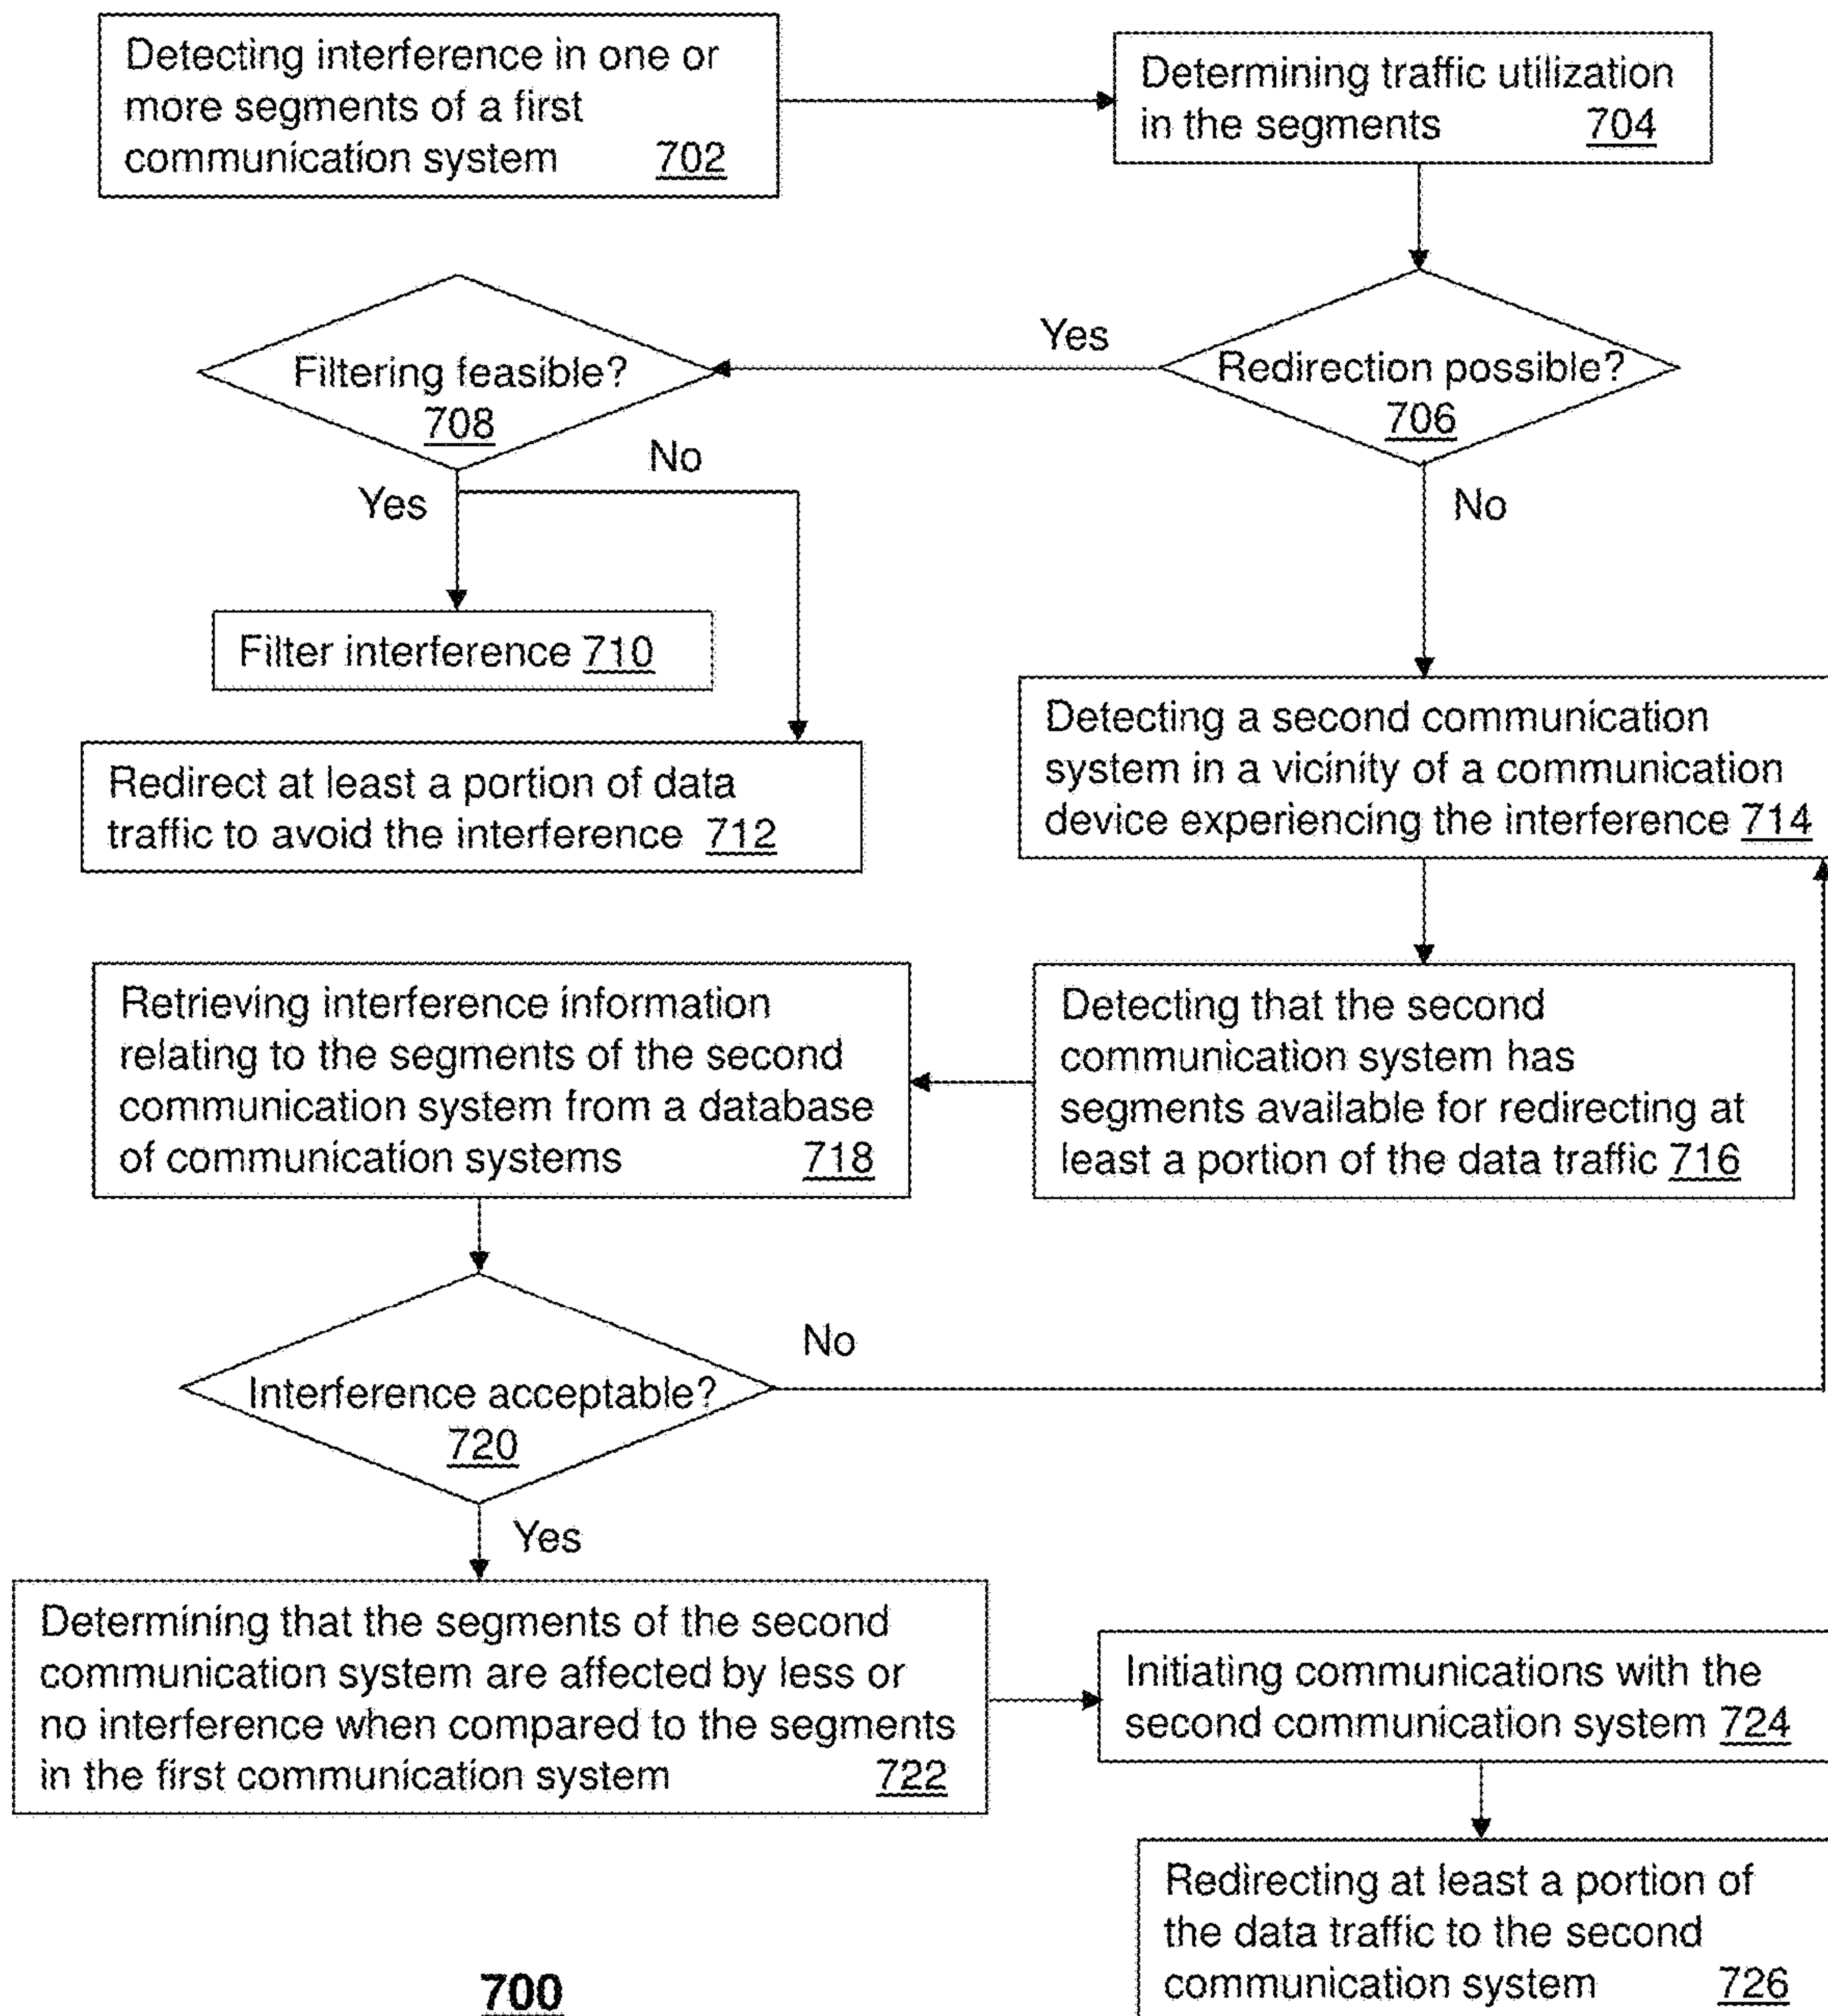 Detecting interference in one or
more segments of a first
communication system 702
Determining traffic utilization
in the segments 704
Redirection possible?
706
Yes
No
Filtering feasible?
708
Yes
No
Filter interference 710
Redirect at least a portion of data
traffic to avoid the interference 712
Detecting a second communication
system in a vicinity of a communication
device experiencing the interference 714
Detecting that the second
communication system has
segments available for redirecting at
least a portion of the data traffic 716
Retrieving interference information
relating to the segments of the second
communication system from a database
of communication systems 718
Interference acceptable?
720
No
Yes
Determining that the segments of the second
communication system are affected by less or
no interference when compared to the segments
in the first communication system 722
Initiating communications with the
second communication system 724
Redirecting at least a portion of
the data traffic to the second
communication system 726
700